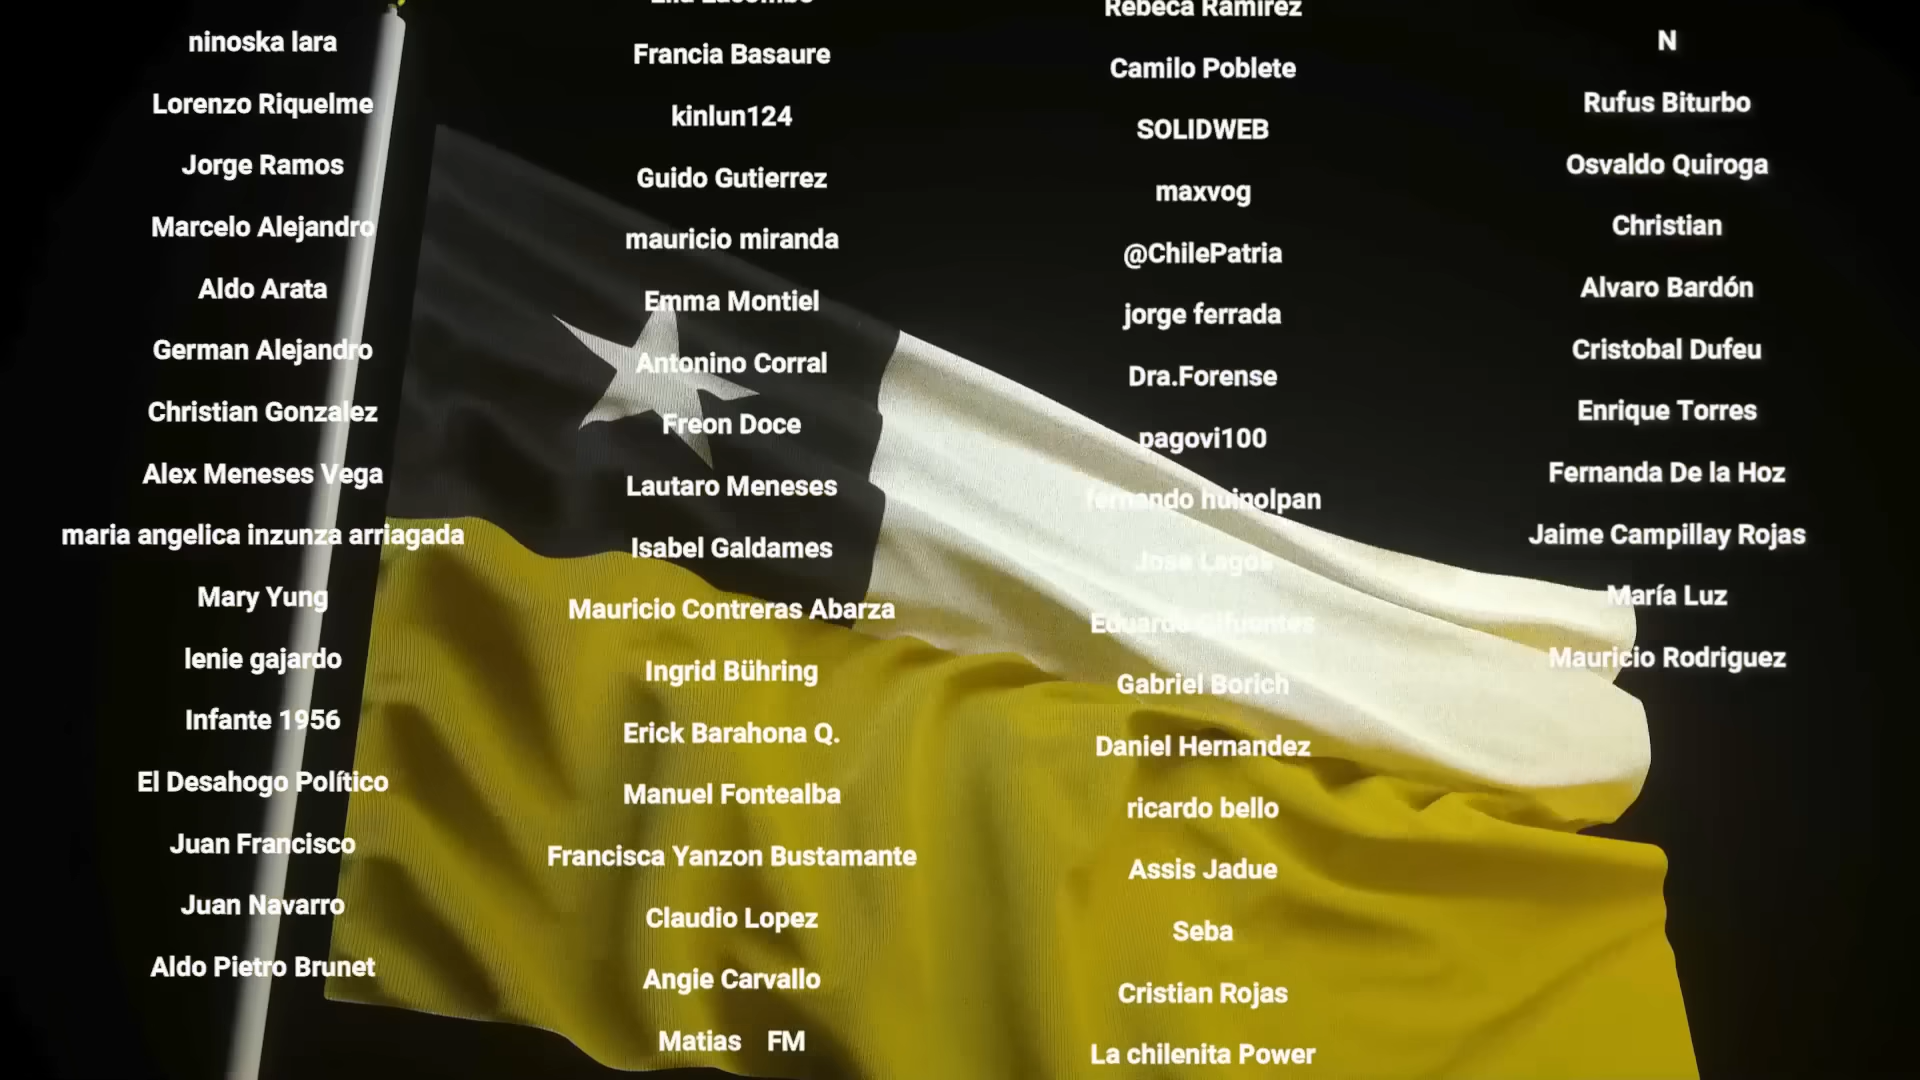 ninoska lara
Lorenzo Riquelme
Jorge Ramos
Marcelo Alejandro
Aldo Arata
German Alejandro
Christian Gonzalez
Alex Meneses Vega
maria angelica inzunza arriagada
Mary Yung
lenie gajardo
Infante 1956
El Desahogo Político
Juan Francisco
Juan Navarro
Aldo Pietro Brunet
Francia Basaure
kinlun124
Guido Gutierrez
mauricio miranda
Emma Montiel
Antonino Corral
Freon Doce
Lautaro Meneses
Isabel Galdames
Mauricio Contreras Abarza
Ingrid Bühring
Erick Barahona Q.
Manuel Fontealba
Francisca Yanzon Bustamante
Claudio Lopez
Angie Carvallo
Matias FM
Rebeca Ramirez
Camilo Poblete
SOLIDWEB
maxvog
@ChilePatria
jorge ferrada
Dra.Forense
pagovi100
fernando huinolpan
Jose Lagos
Eduardo Cifuentes
Gabriel Borich
Daniel Hernandez
ricardo bello
Assis Jadue
Seba
Cristian Rojas
La chilenita Power
N
Rufus Biturbo
Osvaldo Quiroga
Christian
Alvaro Bardón
Cristobal Dufeu
Enrique Torres
Fernanda De la Hoz
Jaime Campillay Rojas
María Luz
Mauricio Rodriguez